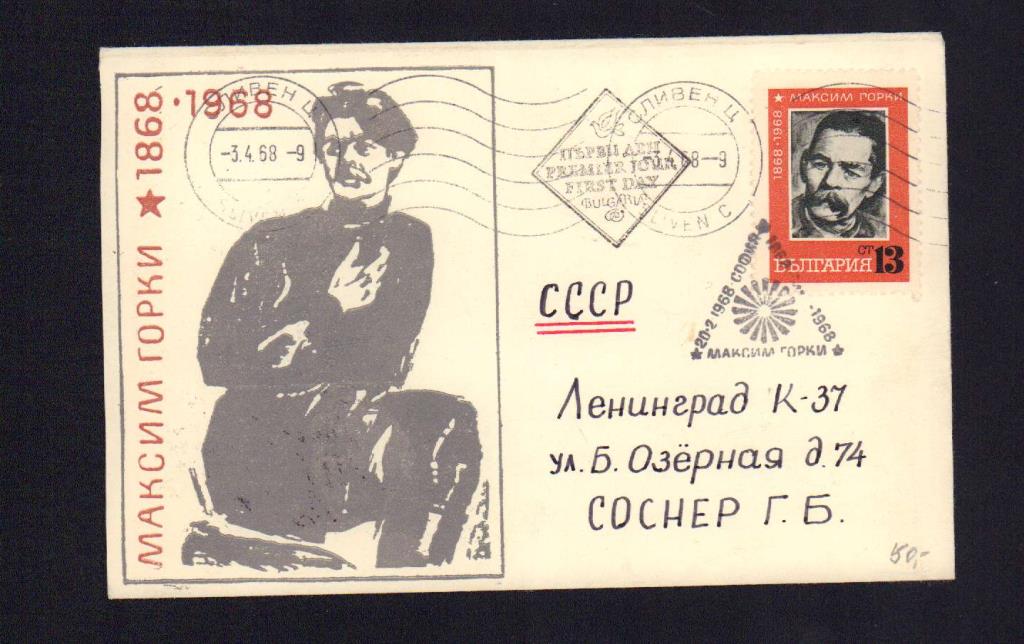 МАКСИМ ГОРКИ ★ 1868 · 1968
СЛИВЕН Ц
-3.4.68 -9
ПЪРВИ ДЕН
PREMIER JOUR
FIRST DAY
BULGARIA
СЛИВЕН Ц
68-9
SLIVEN C
★ МАКСИМ ГОРКИ
1868·1968
СТ 13
БЪЛГАРИЯ
20-2 1968·СОФИЯ
1968
★ МАКСИМ ГОРКИ ★
СССР
Ленинград К-37
ул. Б. Озёрная д. 74
СОСНЕР Г. Б.
50,-